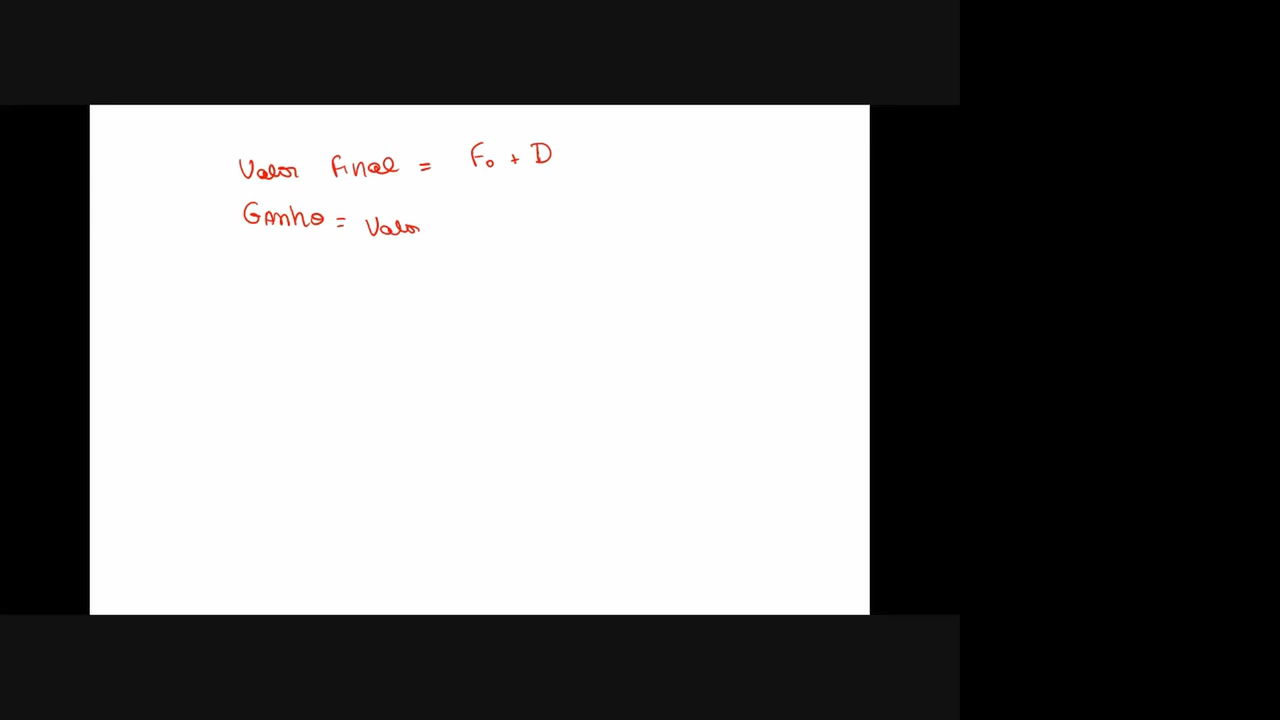 Valor Final = F₀ + D
Ganho = Valor